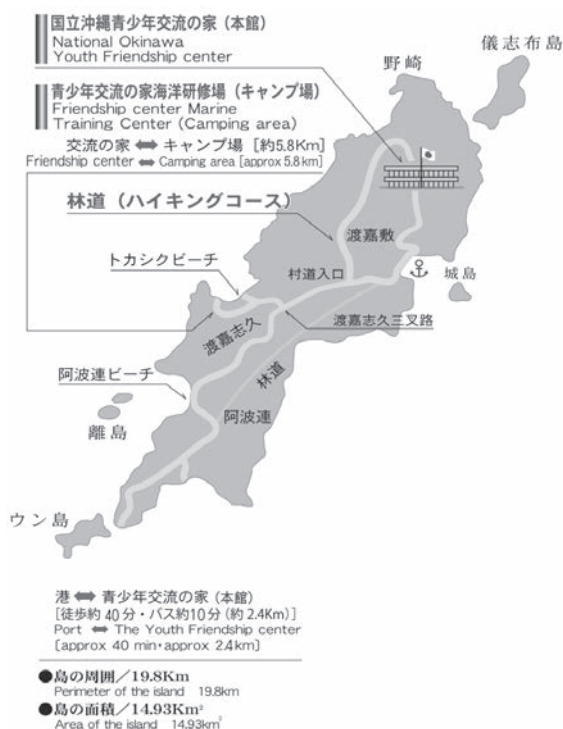 国立沖縄青少年交流の家（本館）
National Okinawa
Youth Friendship center
青少年交流の家海洋研修場（キャンプ場）
Friendship center Marine
Training Center (Camping area)
交流の家 ⇔ キャンプ場［約5.8Km］
Friendship center ⇔ Camping area [approx 5.8km]
儀志布島
野崎
林道（ハイキングコース）
渡嘉敷
トカシクビーチ
村道入口
城島
渡嘉志久三叉路
渡嘉志久
阿波連ビーチ
林道
阿波連
離島
ウン島
港 ⇔ 青少年交流の家（本館）
［徒歩約40分・バス約10分（約2.4Km）］
Port ⇔ The Youth Friendship center
［approx 40 min・approx 2.4km］
●島の周囲／19.8Km
Perimeter of the island 19.8km
●島の面積／14.93Km²
Area of the island 14.93km²